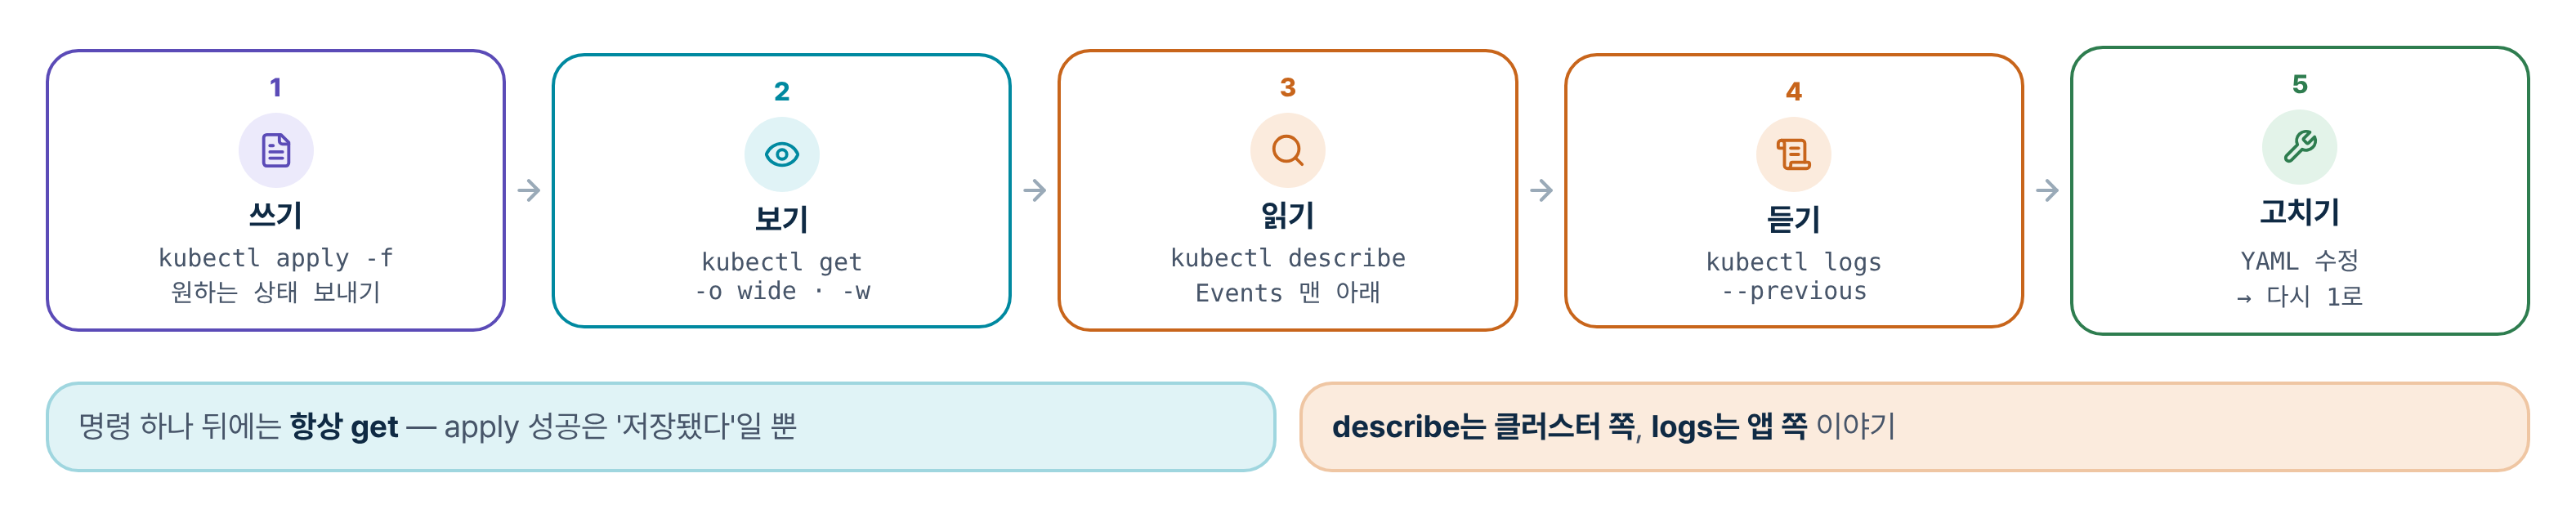 1
쓰기
kubectl apply -f
원하는 상태 보내기
2
보기
kubectl get
-o wide · -w
3
읽기
kubectl describe
Events 맨 아래
4
듣기
kubectl logs
--previous
5
고치기
YAML 수정
→ 다시 1로
명령 하나 뒤에는 항상 get — apply 성공은 '저장됐다'일 뿐
describe는 클러스터 쪽, logs는 앱 쪽 이야기